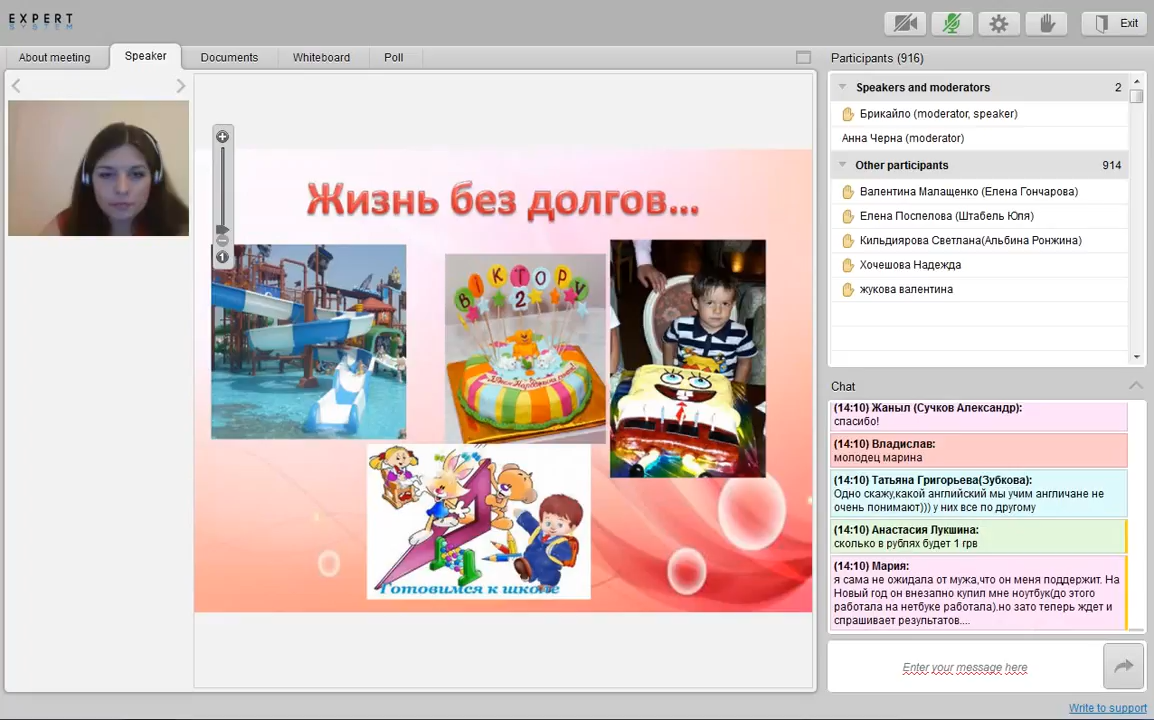 EXPERT
SYSTEM
Exit
About meeting
Speaker
Documents
Whiteboard
Poll
Жизнь без долгов...
ВІКТОРУ
2
Готовимся к школе
1
Participants (916)
Speakers and moderators 2
Брикайло (moderator, speaker)
Анна Черна (moderator)
Other participants 914
Валентина Малащенко (Елена Гончарова)
Елена Поспелова (Штабель Юля)
Кильдиярова Светлана(Альбина Ронжина)
Хочешова Надежда
жукова валентина
Chat
(14:10) Жаныл (Сучков Александр):
спасибо!
(14:10) Владислав:
молодец марина
(14:10) Татьяна Григорьева(Зубкова):
Одно скажу,какой английский мы учим англичане не
очень понимают))) у них все по другому
(14:10) Анастасия Лукшина:
сколько в рублях будет 1 грв
(14:10) Мария:
я сама не ожидала от мужа,что он меня поддержит. На
Новый год он внезапно купил мне ноутбук(до этого
работала на нетбуке работала).но зато теперь ждет и
спрашивает результатов....
Enter your message here
Write to support